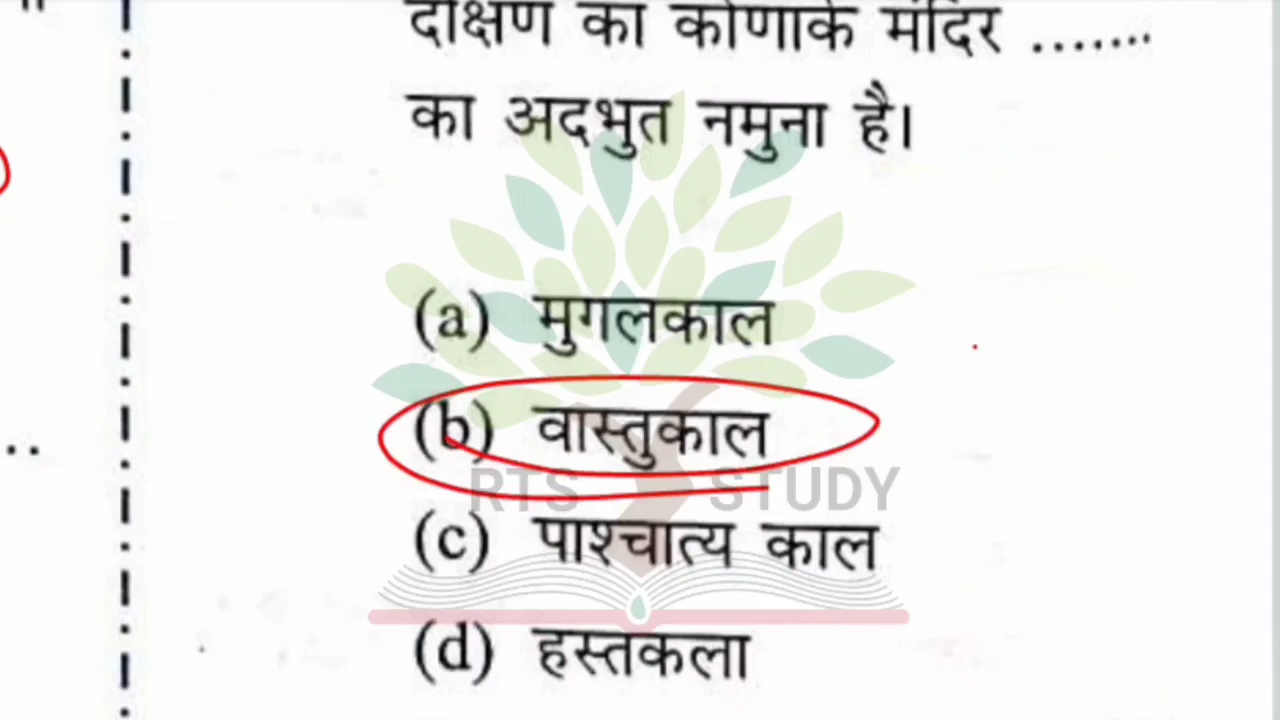 दक्षिण का कोणार्क मंदिर .......
का अदभुत नमुना है।
(a) मुगलकाल
(b) वास्तुकाल
RTS STUDY
(c) पाश्चात्य काल
(d) हस्तकला